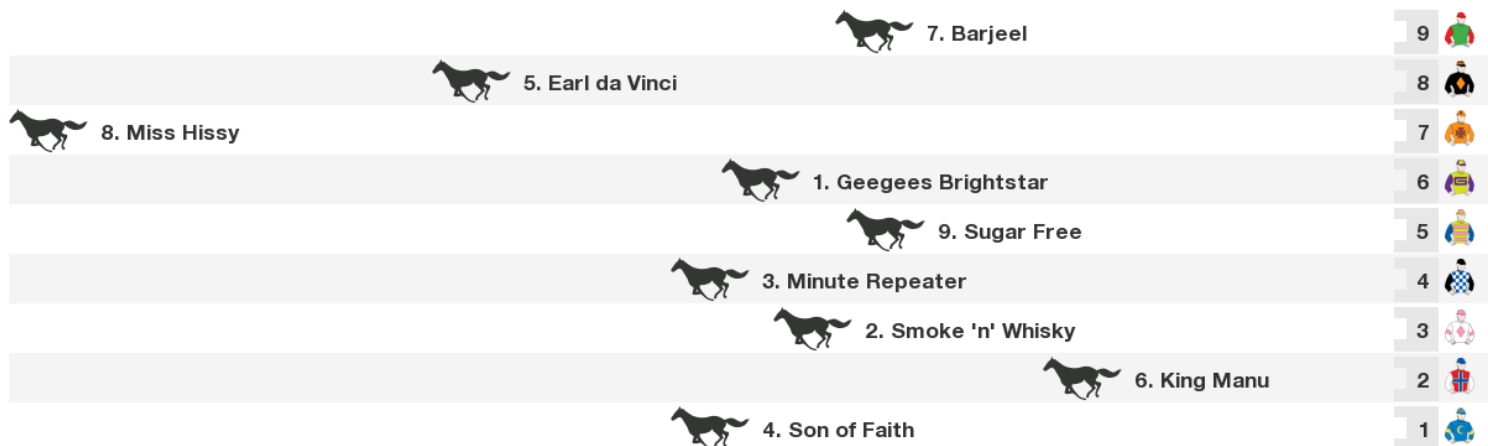 7. Barjeel 9
5. Earl da Vinci 8
8. Miss Hissy 7
1. Geegees Brightstar 6
9. Sugar Free 5
3. Minute Repeater 4
2. Smoke 'n' Whisky 3
6. King Manu 2
4. Son of Faith 1